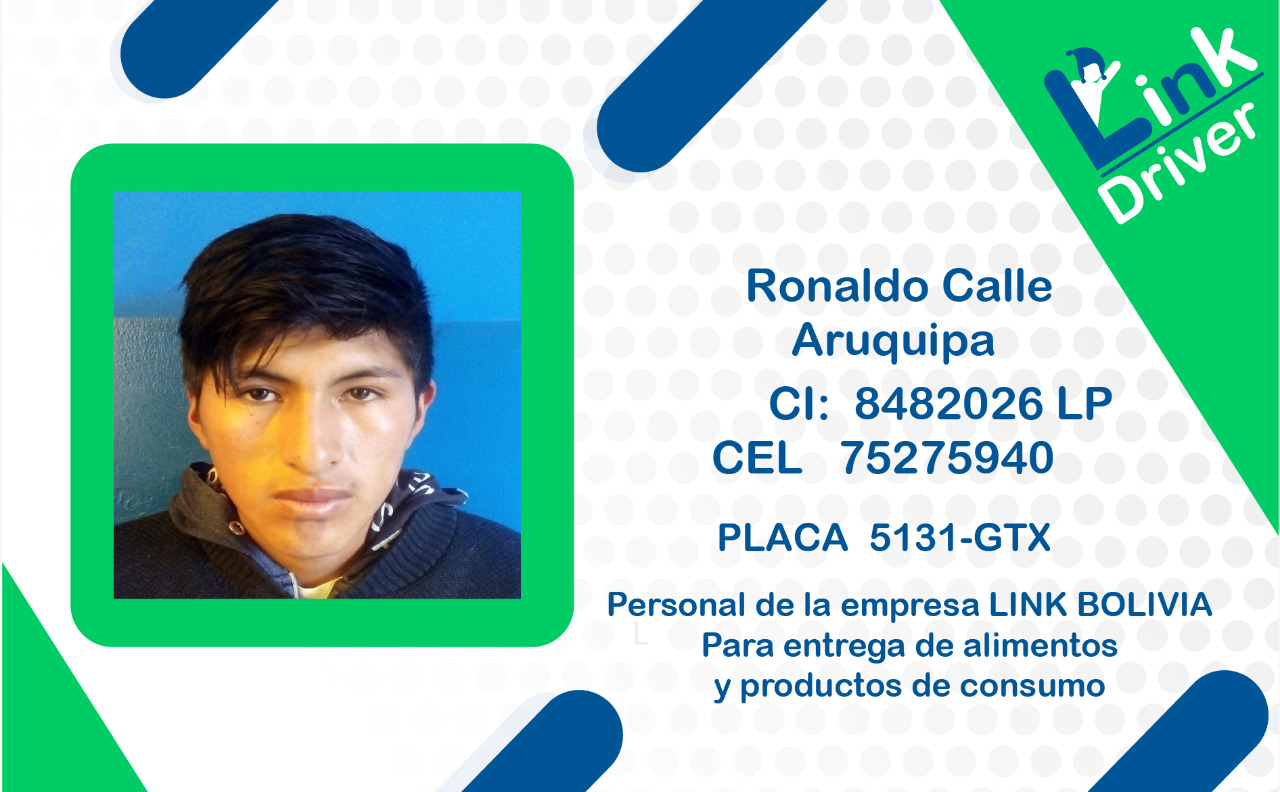 Link
Driver
Ronaldo Calle
Aruquipa
CI: 8482026 LP
CEL 75275940
PLACA 5131-GTX
Personal de la empresa LINK BOLIVIA
L
Para entrega de alimentos
y productos de consumo